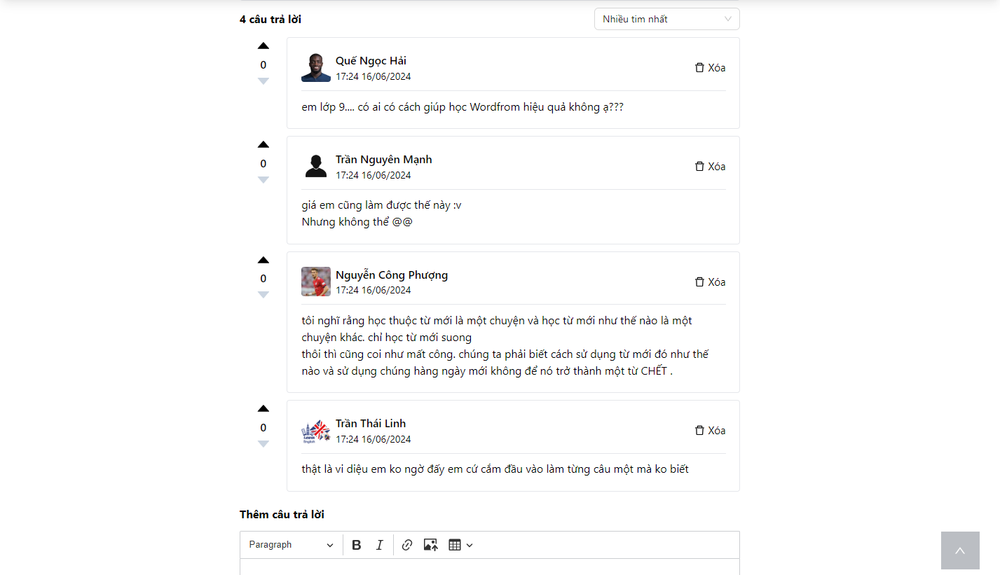 4 câu trả lời
Nhiều tim nhất
0
Quế Ngọc Hải
17:24 16/06/2024
Xóa
em lớp 9.... có ai có cách giúp học Wordfrom hiệu quả không ạ???
0
Trần Nguyên Mạnh
17:24 16/06/2024
Xóa
giá em cũng làm được thế này :v
Nhưng không thể @@
0
Nguyễn Công Phượng
17:24 16/06/2024
Xóa
tôi nghĩ rằng học thuộc từ mới là một chuyện và học từ mới như thế nào là một
chuyện khác. chỉ học từ mới suong
thôi thì cũng coi như mất công. chúng ta phải biết cách sử dụng từ mới đó như thế
nào và sử dụng chúng hàng ngày mới không để nó trở thành một từ CHẾT .
0
Trần Thái Linh
17:24 16/06/2024
Xóa
thật là vi diệu em ko ngờ đấy em cứ cắm đầu vào làm từng câu một mà ko biết
Thêm câu trả lời
Paragraph
B I